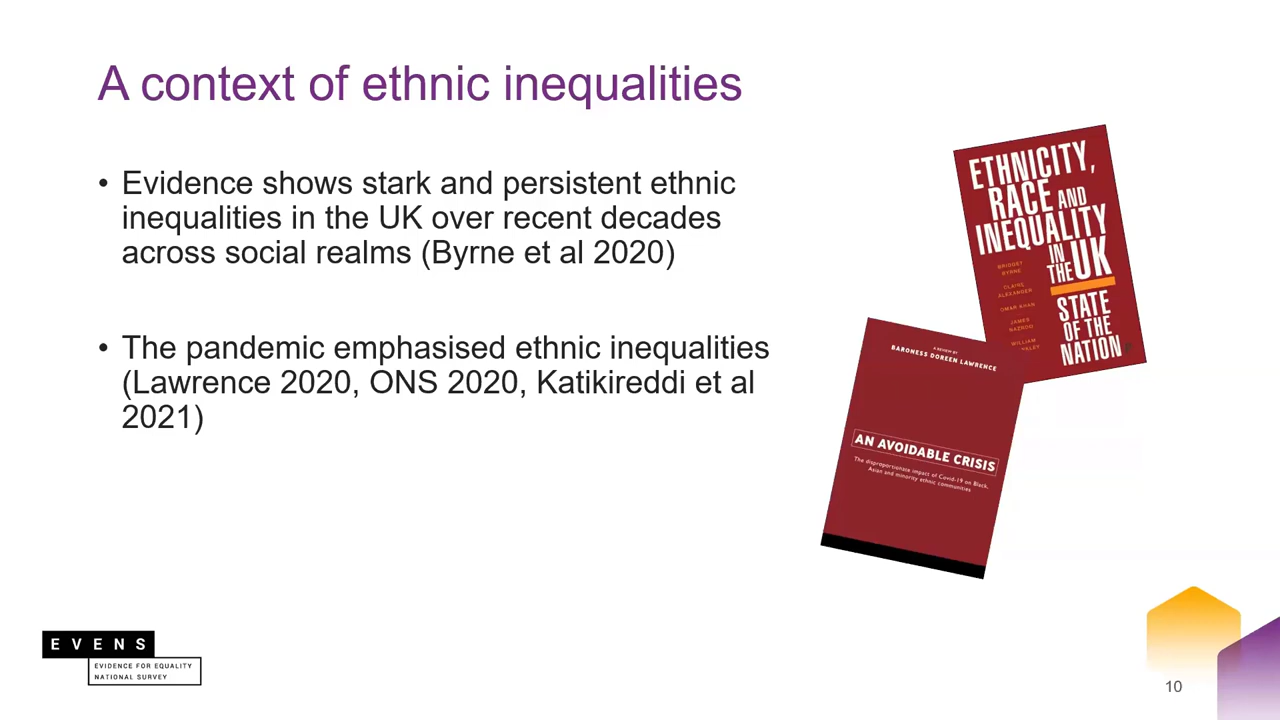 A context of ethnic inequalities
• Evidence shows stark and persistent ethnic
inequalities in the UK over recent decades
across social realms (Byrne et al 2020)
• The pandemic emphasised ethnic inequalities
(Lawrence 2020, ONS 2020, Katikireddi et al
2021)
ETHNICITY,
RACE AND
INEQUALITY
IN
THE UK
STATE
OF THE
NATION
BRIDGET
BYRNE
CLAIRE
ALEXANDER
OMAR KHAN
JAMES
NAZROO
WILLIAM
A REVIEW BY
BARONESS DOREEN LAWRENCE
AN AVOIDABLE CRISIS
The disproportionate impact of Covid-19 on Black,
Asian and minority ethnic communities
EVENS
EVIDENCE FOR EQUALITY
NATIONAL SURVEY
10